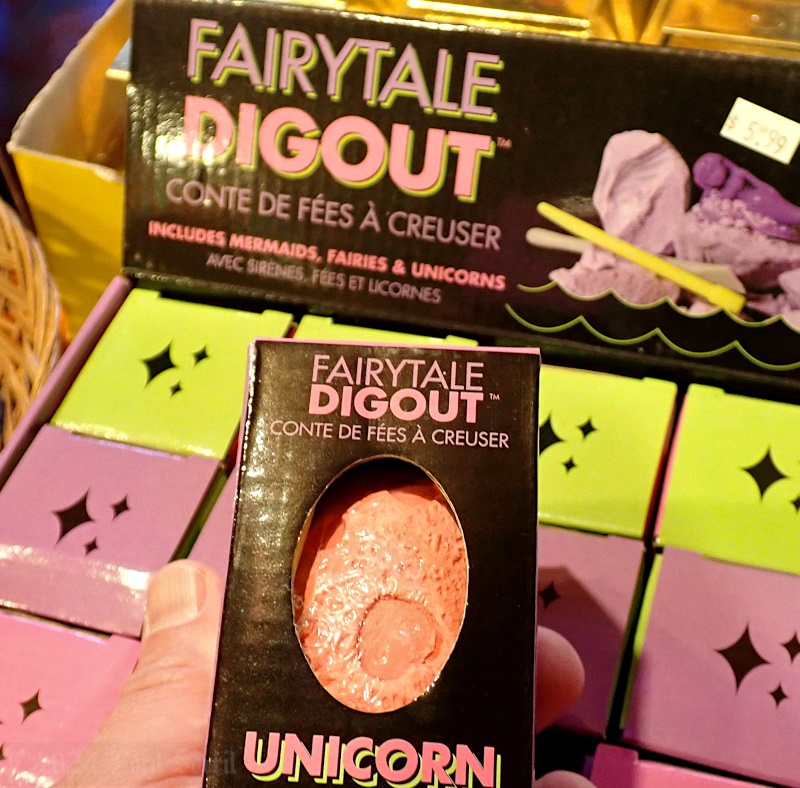 FAIRYTALE
DIGOUT™
CONTE DE FÉES À CREUSER
INCLUDES MERMAIDS, FAIRIES & UNICORNS
AVEC SIRÈNES, FÉES ET LICORNES
$ 5.99
FAIRYTALE
DIGOUT™
CONTE DE FÉES À CREUSER
UNICORN